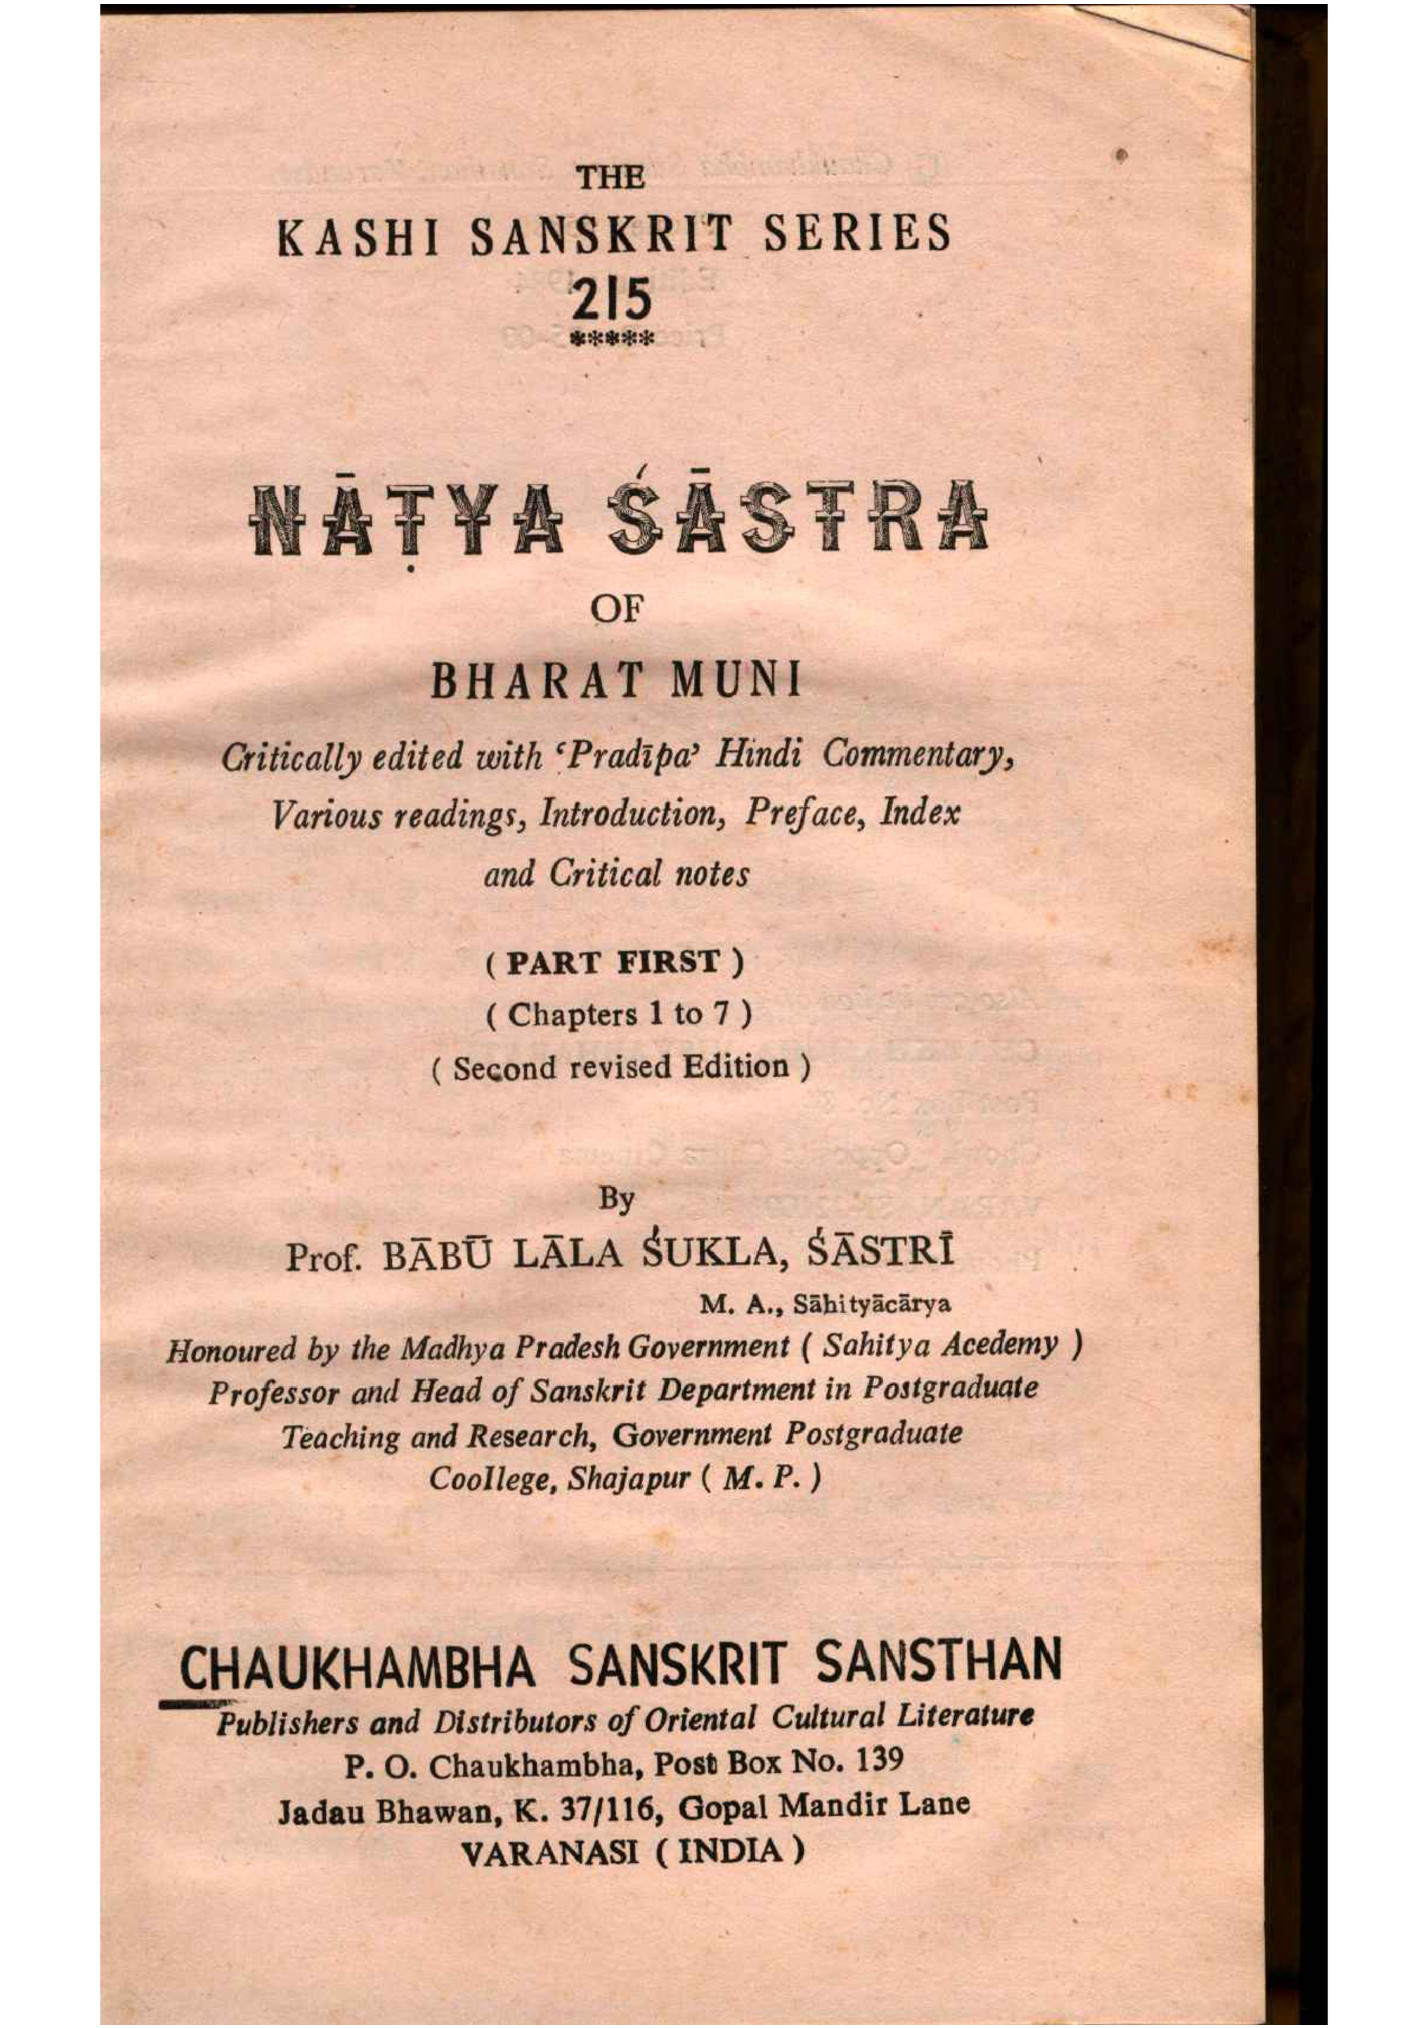 THE
KASHI SANSKRIT SERIES
215
*****
NĀṬYA ŚĀSTRA
OF
BHARAT MUNI
Critically edited with ‘Pradīpa’ Hindi Commentary,
Various readings, Introduction, Preface, Index
and Critical notes
( PART FIRST )
( Chapters 1 to 7 )
( Second revised Edition )
By
Prof. BĀBŪ LĀLA ŚUKLA, ŚĀSTRĪ
M. A., Sāhityācārya
Honoured by the Madhya Pradesh Government ( Sahitya Acedemy )
Professor and Head of Sanskrit Department in Postgraduate
Teaching and Research, Government Postgraduate
Coollege, Shajapur ( M. P. )
CHAUKHAMBHA SANSKRIT SANSTHAN
Publishers and Distributors of Oriental Cultural Literature
P. O. Chaukhambha, Post Box No. 139
Jadau Bhawan, K. 37/116, Gopal Mandir Lane
VARANASI ( INDIA )